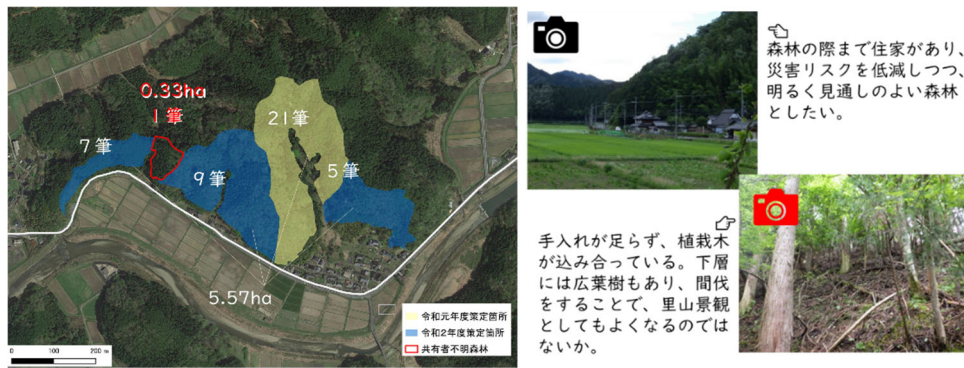 0.33ha
1筆
7筆
21筆
9筆
5筆
5.57ha
令和元年度策定箇所
令和2年度策定箇所
共有者不明森林
0 100 200 m
森林の際まで住家があり、
災害リスクを低減しつつ、
明るく見通しのよい森林
としたい。
手入れが足らず、植栽木
が込み合っている。下層
には広葉樹もあり、間伐
をすることで、里山景観
としてもよくなるのでは
ないか。